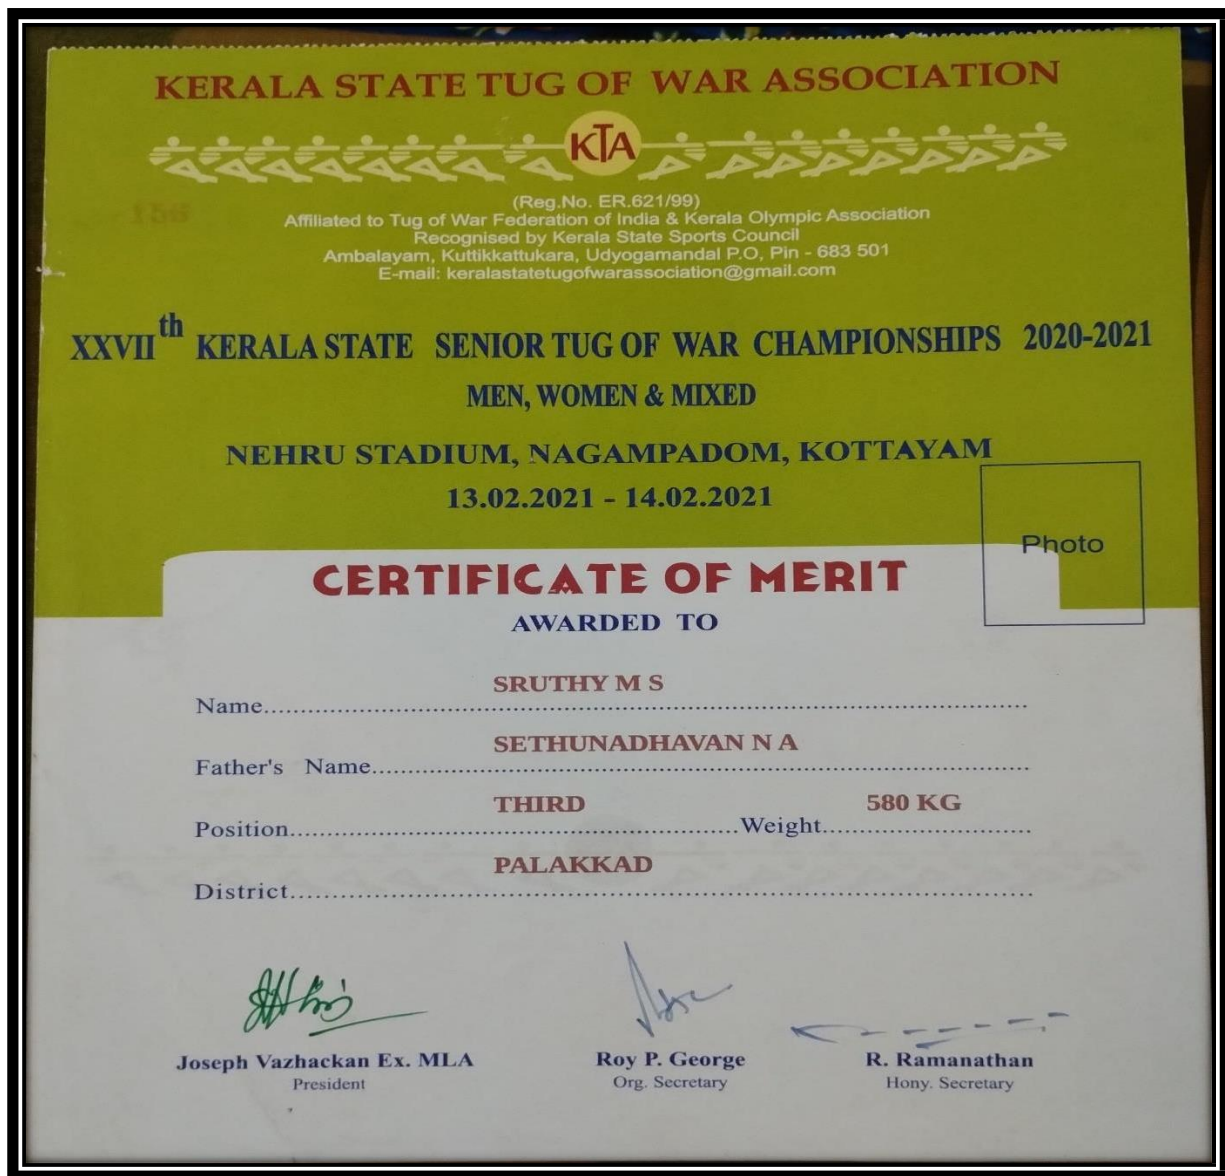 KERALA STATE TUG OF WAR ASSOCIATION
KTA
(Reg.No. ER.621/99)
Affiliated to Tug of War Federation of India & Kerala Olympic Association
Recognised by Kerala State Sports Council
Ambalayam, Kuttikkattukara, Udyogamandal P.O, Pin - 683 501
E-mail: keralastatetugofwarassociation@gmail.com
XXVIIth KERALA STATE SENIOR TUG OF WAR CHAMPIONSHIPS 2020-2021
MEN, WOMEN & MIXED
NEHRU STADIUM, NAGAMPADOM, KOTTAYAM
13.02.2021 - 14.02.2021
Photo
CERTIFICATE OF MERIT
AWARDED TO
Name.......... SRUTHY M S
Father's Name.......... SETHUNADHAVAN N A
Position.......... THIRD Weight.......... 580 KG
District.......... PALAKKAD
Joseph Vazhackan Ex. MLA Roy P. George R. Ramanathan
President Org. Secretary Hony. Secretary